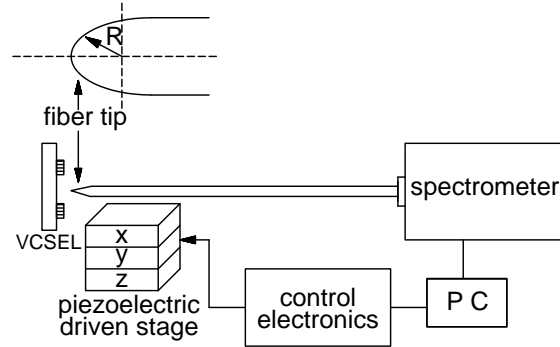 R
fiber tip
spectrometer
VCSEL
x
y
z
piezoelectric
driven stage
control
electronics
P C